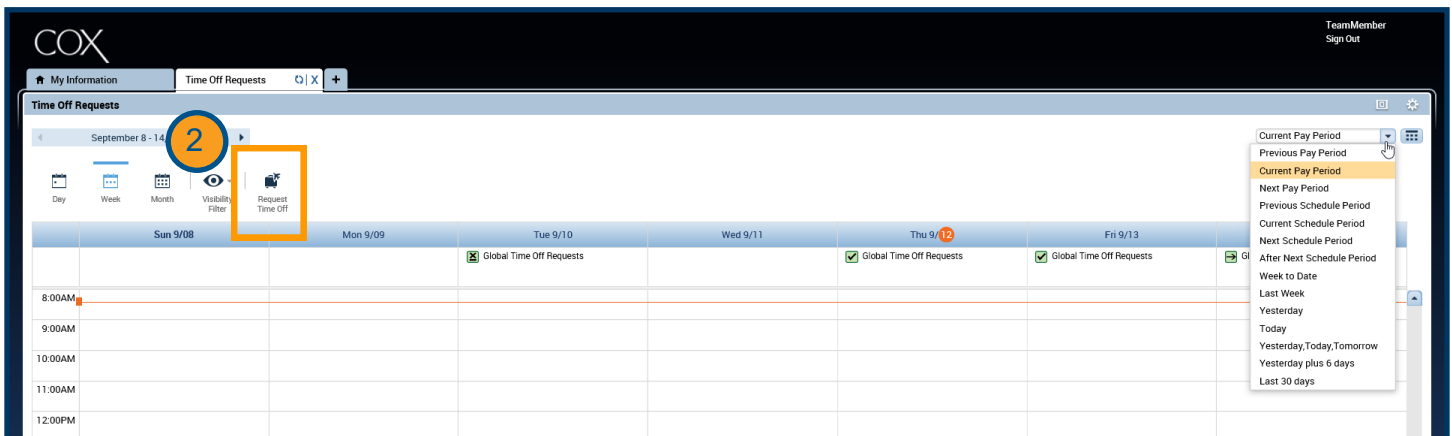 TeamMember
Sign Out
COX
My Information
Time Off Requests
X
+
Time Off Requests
September 8 - 14,
2
Current Pay Period
Previous Pay Period
Current Pay Period
Next Pay Period
Previous Schedule Period
Current Schedule Period
Next Schedule Period
After Next Schedule Period
Week to Date
Last Week
Yesterday
Today
Yesterday,Today,Tomorrow
Yesterday plus 6 days
Last 30 days
Day
Week
Month
Visibility
Filter
Request
Time Off
Sun 9/08
Mon 9/09
Tue 9/10
Wed 9/11
Thu 9/12
Fri 9/13
Global Time Off Requests
Global Time Off Requests
Global Time Off Requests
8:00AM
9:00AM
10:00AM
11:00AM
12:00PM